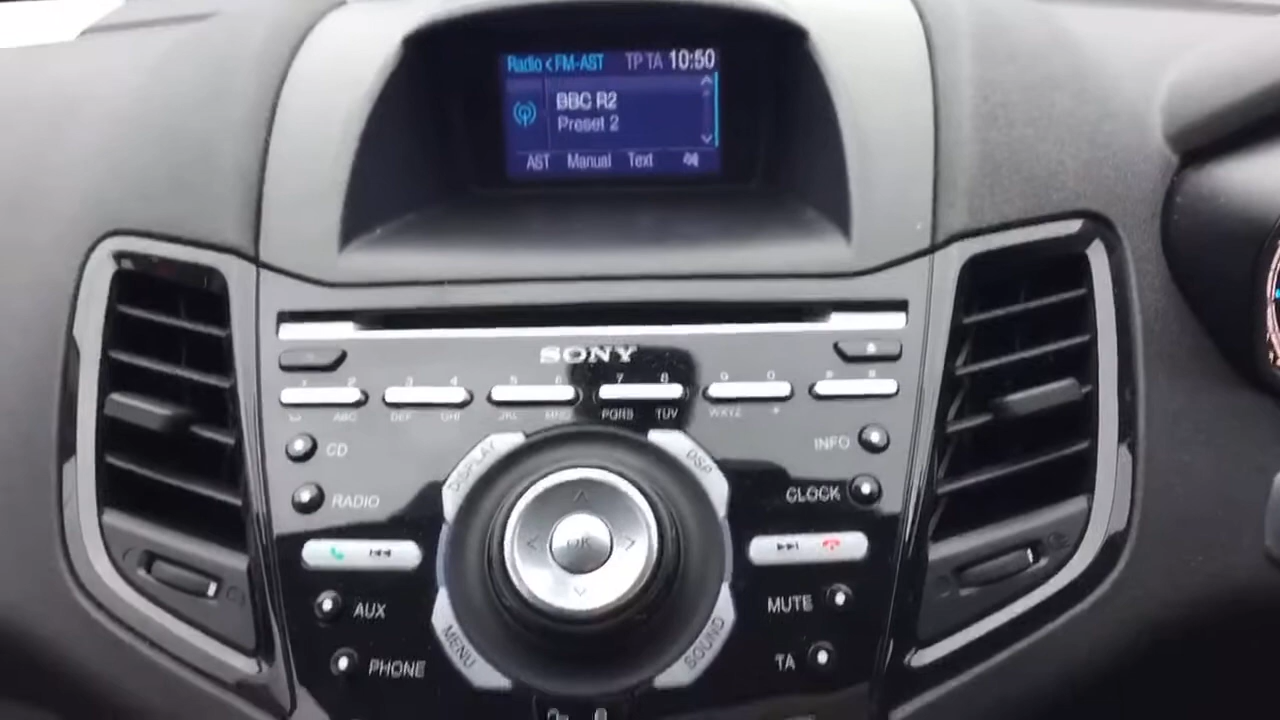 Radio < FM-AST TP TA 10:50
BBC R2
Preset 2
AST Manual Text
SONY
1 2 3 4 5 6 7 8 9 0
ABC DEF GHI JKL MNO PQRS TUV WXYZ
CD
INFO
DISPLAY
DSP
RADIO
CLOCK
OK
AUX
MUTE
MENU
SOUND
PHONE
TA